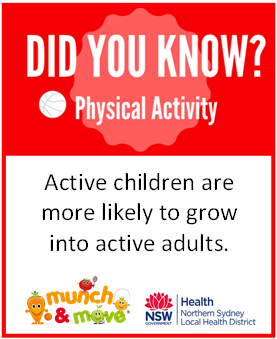 DID YOU KNOW?
Physical Activity
Active children are
more likely to grow
into active adults.
munch
& move
NSW
GOVERNMENT
Health
Northern Sydney
Local Health District